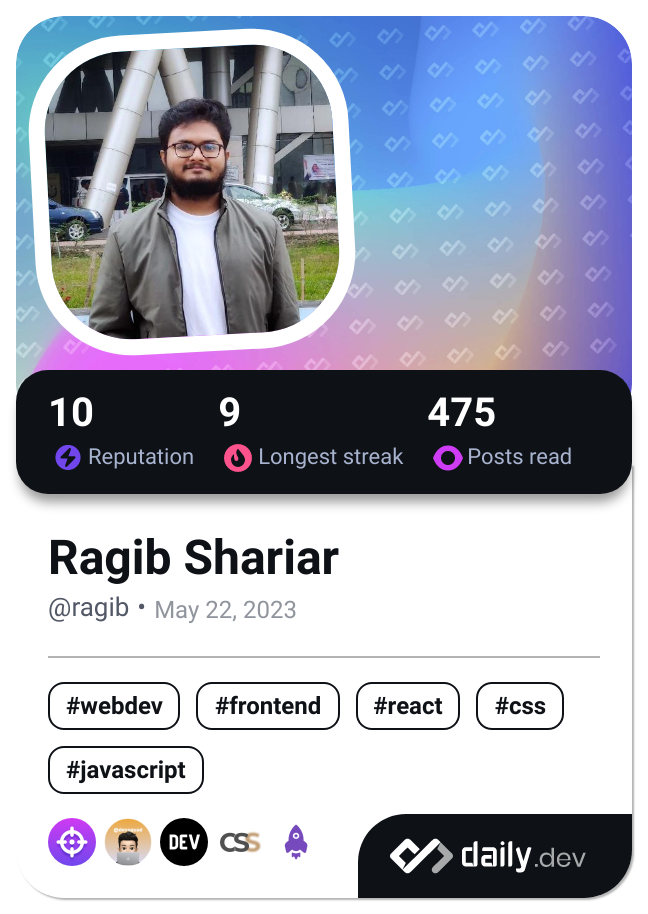 10 9 475
Reputation Longest streak Posts read
Ragib Shariar
@ragib • May 22, 2023
#webdev #frontend #react #css
#javascript
DEV CSS
daily.dev